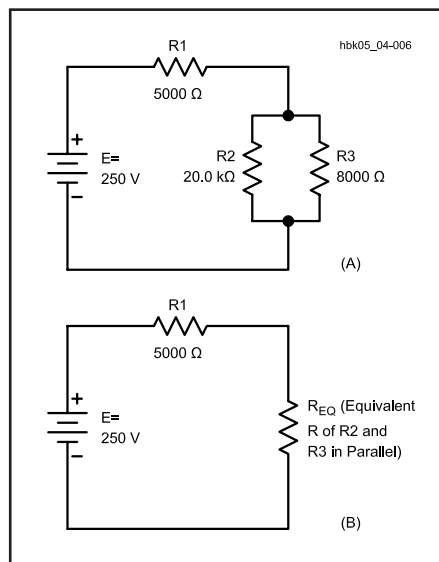 hbk05_04-006
R1
5000 Ω
+
E=
250 V
–
R2
20.0 kΩ
R3
8000 Ω
(A)
R1
5000 Ω
+
E=
250 V
–
REQ (Equivalent
R of R2 and
R3 in Parallel)
(B)